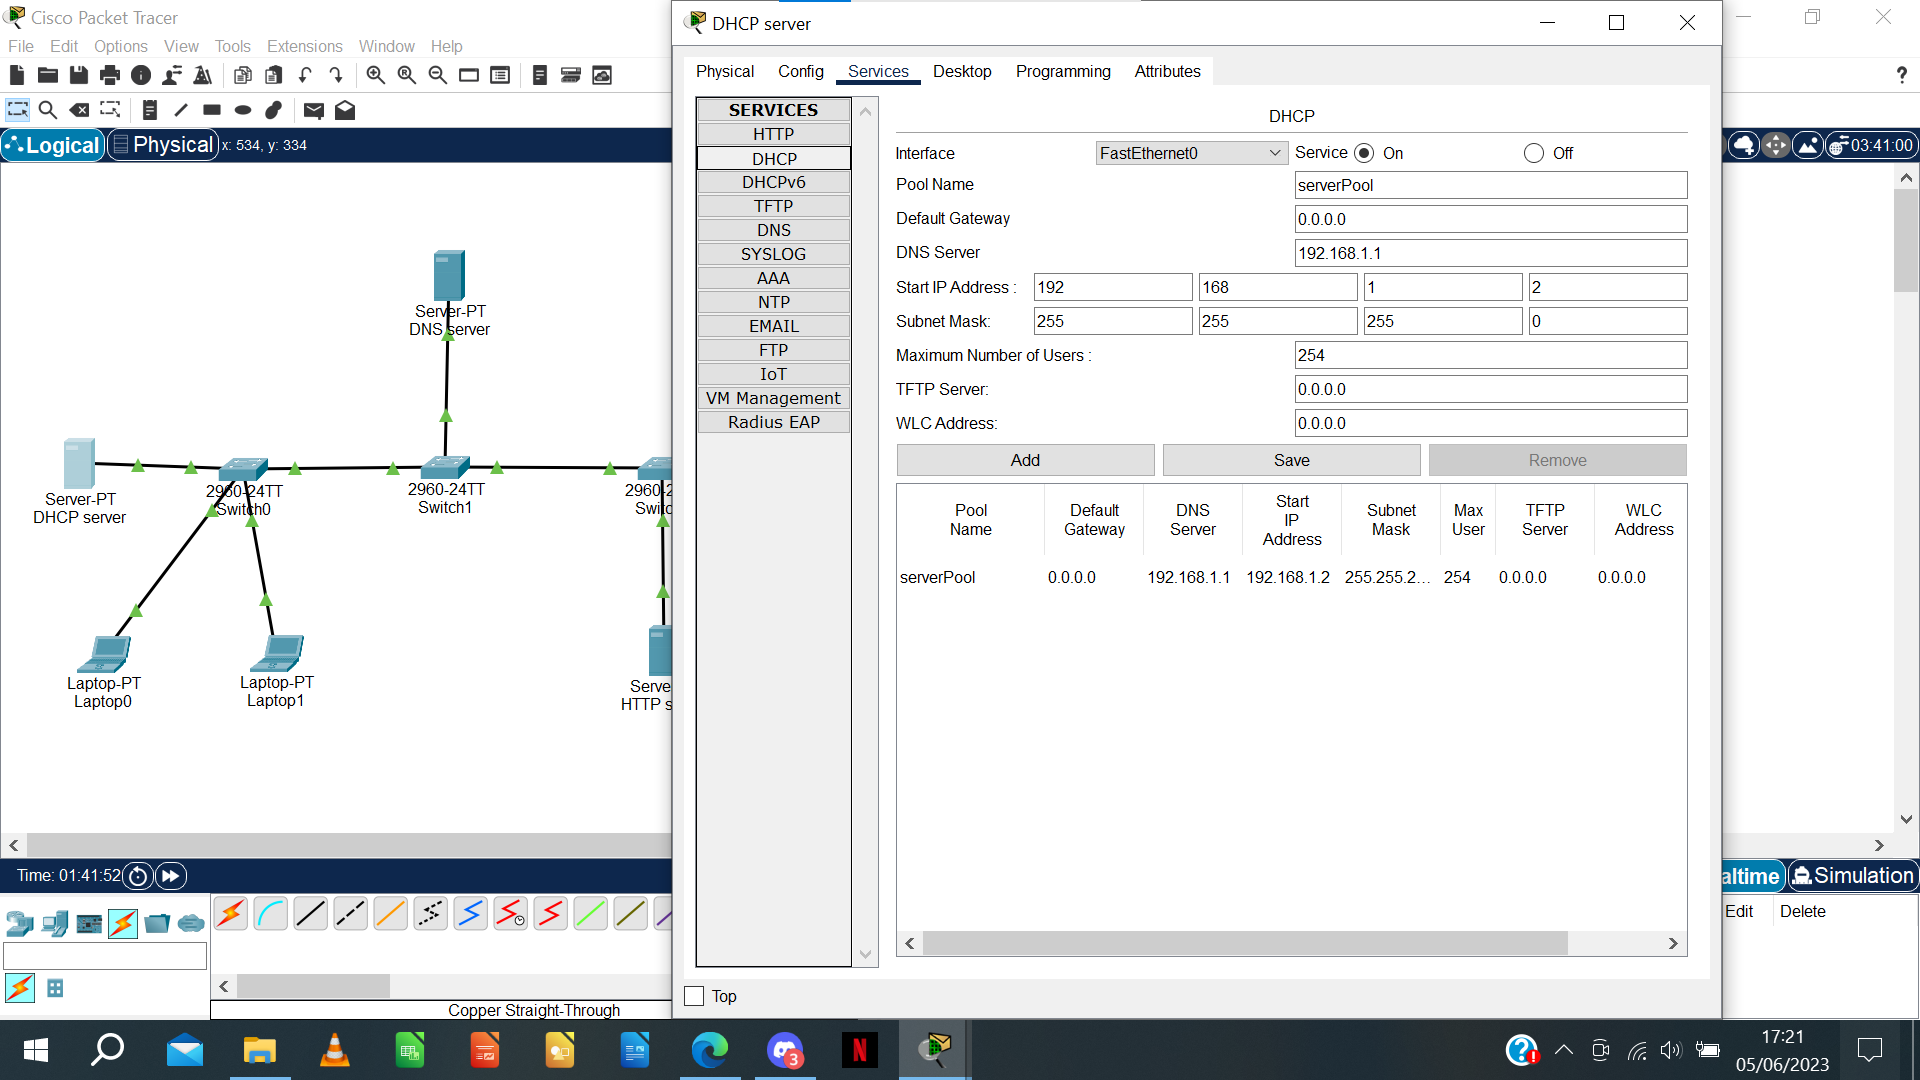 Cisco Packet Tracer
File Edit Options View Tools Extensions Window Help
Logical Physical x: 534, y: 334
Server-PT
DNS server
Server-PT
DHCP server
2960-24TT
Switch0
2960-24TT
Switch1
2960-2
Switc
Laptop-PT
Laptop0
Laptop-PT
Laptop1
Serve
HTTP s
Time: 01:41:52
Copper Straight-Through
DHCP server
Physical Config Services Desktop Programming Attributes
SERVICES
HTTP
DHCP
DHCPv6
TFTP
DNS
SYSLOG
AAA
NTP
EMAIL
FTP
IoT
VM Management
Radius EAP
DHCP
Interface FastEthernet0 Service On Off
Pool Name serverPool
Default Gateway 0.0.0.0
DNS Server 192.168.1.1
Start IP Address : 192 168 1 2
Subnet Mask: 255 255 255 0
Maximum Number of Users : 254
TFTP Server: 0.0.0.0
WLC Address: 0.0.0.0
Add Save Remove
Pool Name Default Gateway DNS Server Start IP Address Subnet Mask Max User TFTP Server WLC Address
serverPool 0.0.0.0 192.168.1.1 192.168.1.2 255.255.2... 254 0.0.0.0 0.0.0.0
Top
?
03:41:00
altime Simulation
Edit Delete
3
N
17:21
05/06/2023